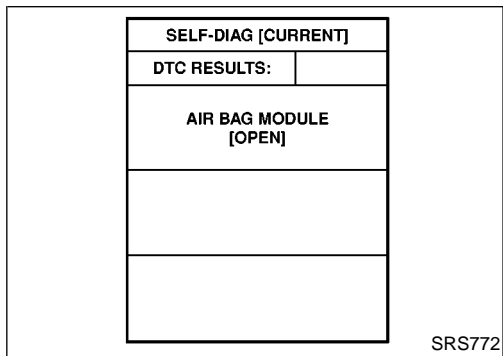 SELF-DIAG [CURRENT]
DTC RESULTS:
AIR BAG MODULE
[OPEN]
SRS772